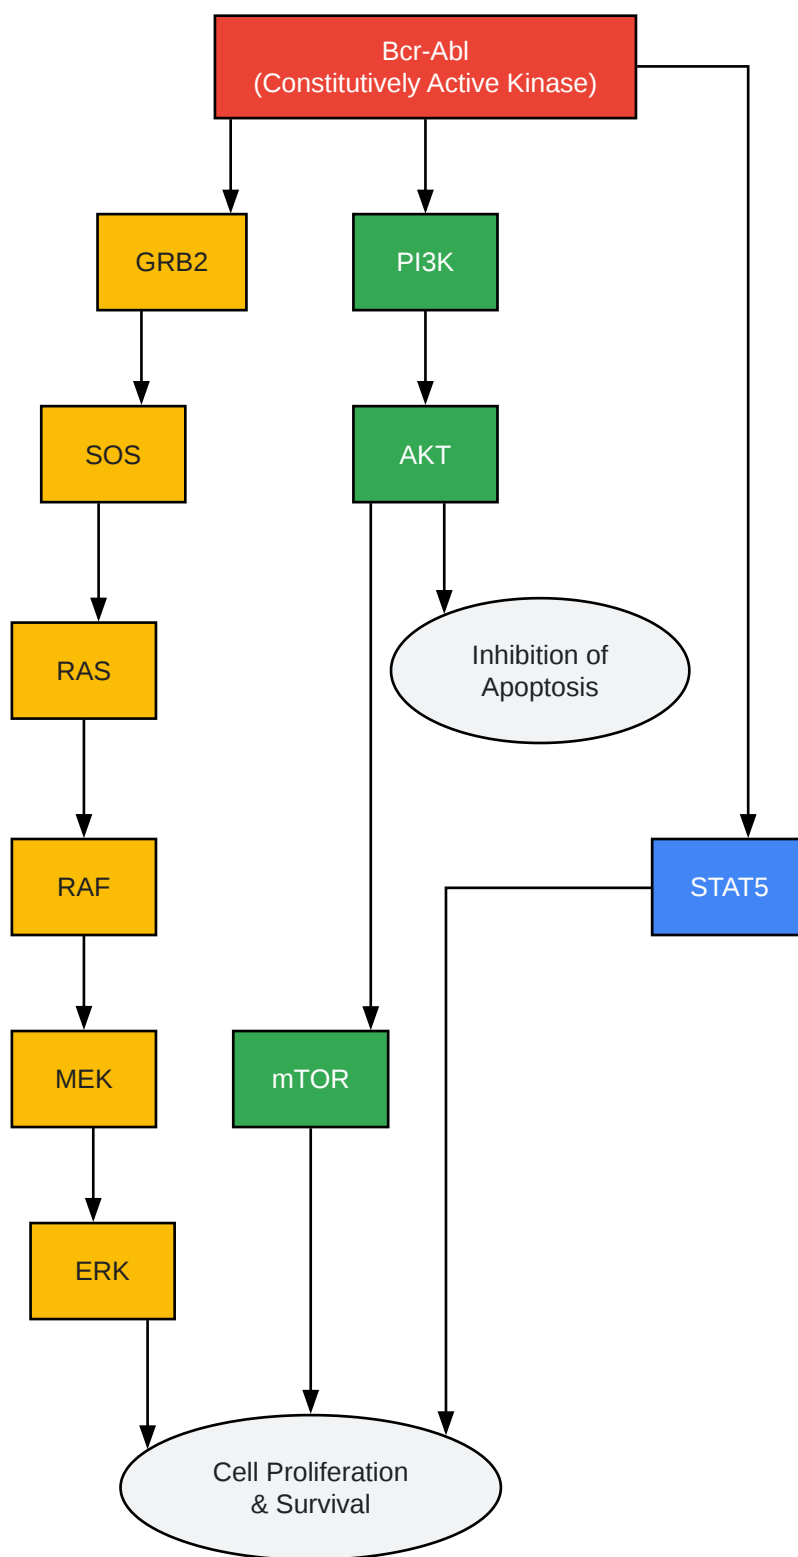 Bcr-Abl
(Constitutively Active Kinase)
GRB2
PI3K
SOS
AKT
RAS
Inhibition of
Apoptosis
RAF
STAT5
MEK
mTOR
ERK
Cell Proliferation
& Survival